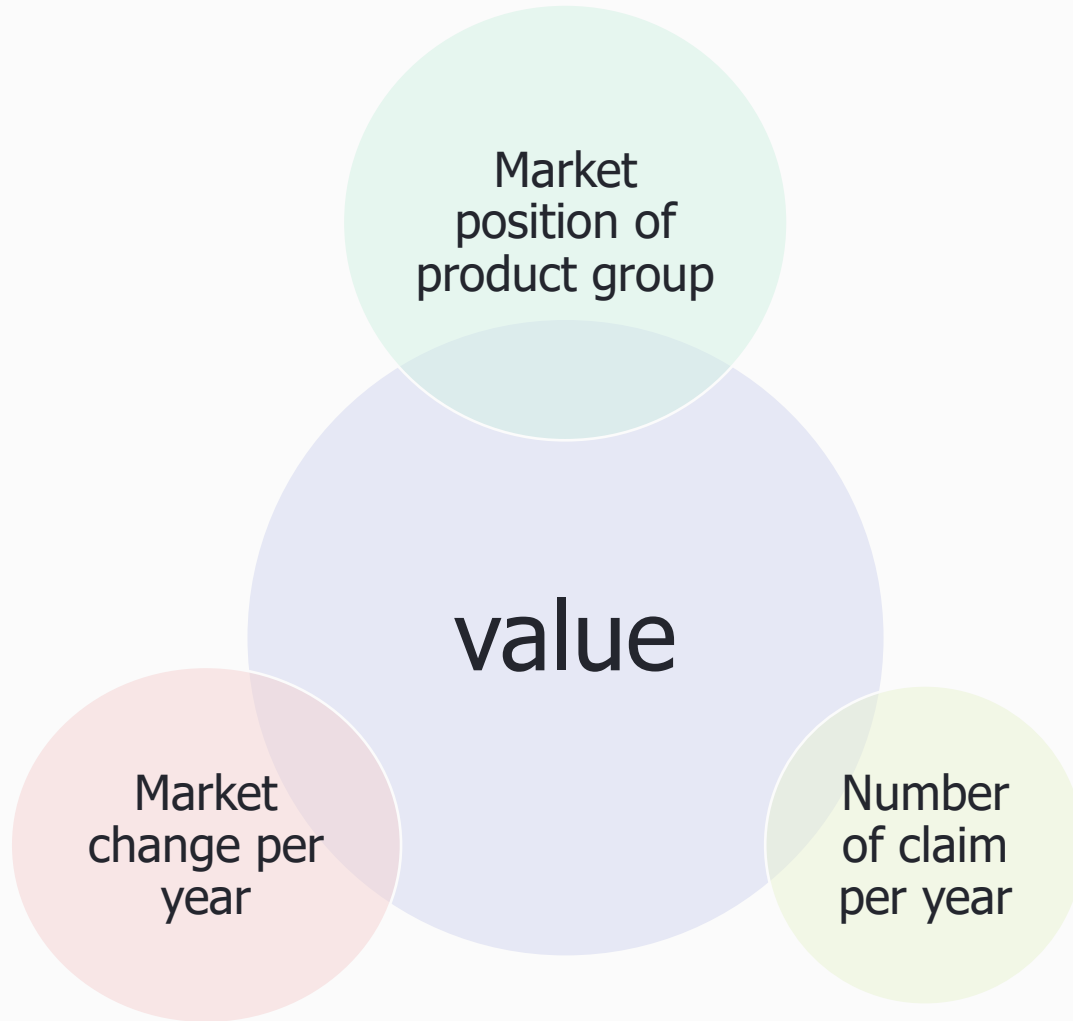 Market
position of
product group
value
Market
change per
year
Number
of claim
per year